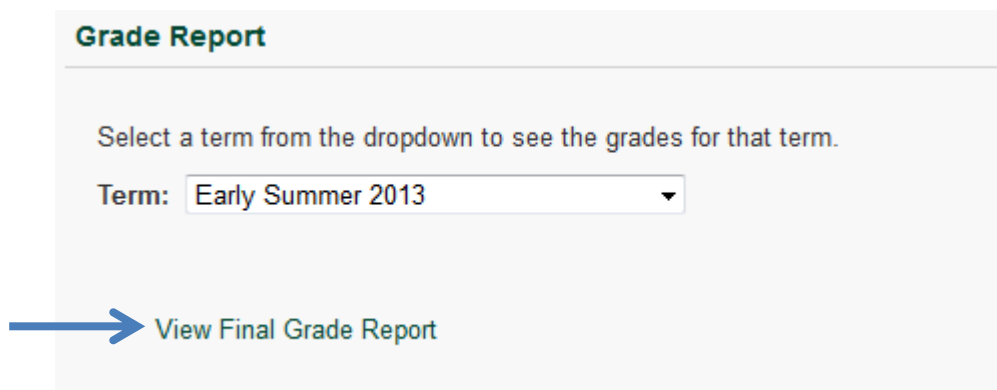 Grade Report
Select a term from the dropdown to see the grades for that term.
Term: Early Summer 2013
View Final Grade Report